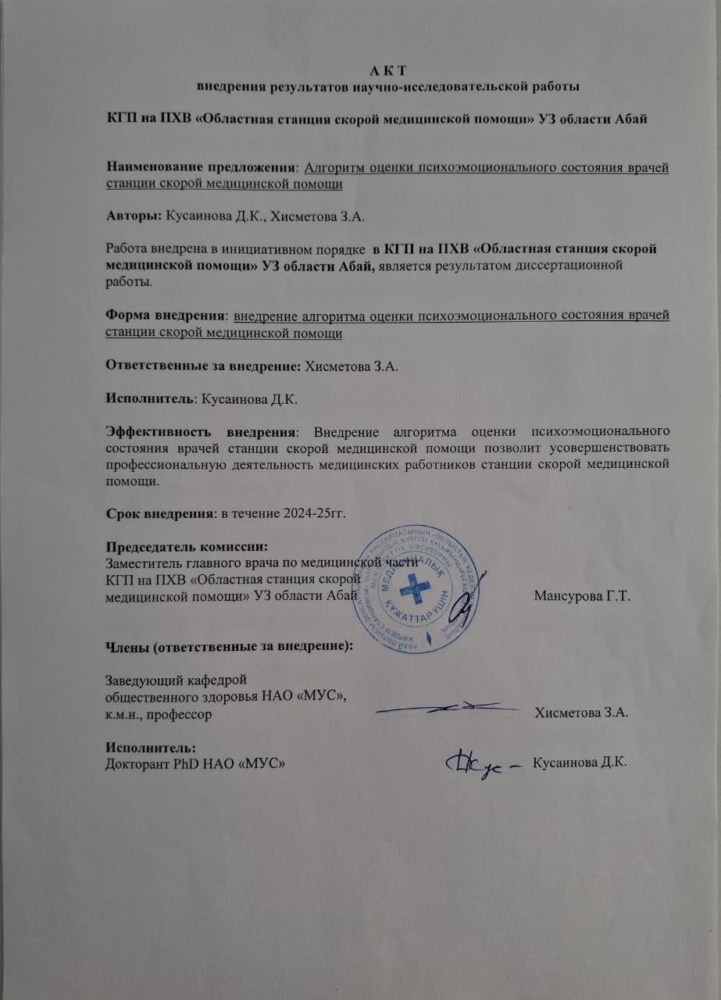 А К Т
внедрения результатов научно-исследовательской работы
КГП на ПХВ «Областная станция скорой медицинской помощи» УЗ области Абай
Наименование предложения: Алгоритм оценки психоэмоционального состояния врачей
станции скорой медицинской помощи
Авторы: Кусаинова Д.К., Хисметова З.А.
Работа внедрена в инициативном порядке в КГП на ПХВ «Областная станция скорой
медицинской помощи» УЗ области Абай, является результатом диссертационной
работы.
Форма внедрения: внедрение алгоритма оценки психоэмоционального состояния врачей
станции скорой медицинской помощи
Ответственные за внедрение: Хисметова З.А.
Исполнитель: Кусаинова Д.К.
Эффективность внедрения: Внедрение алгоритма оценки психоэмоционального
состояния врачей станции скорой медицинской помощи позволит усовершенствовать
профессиональную деятельность медицинских работников станции скорой медицинской
помощи.
Срок внедрения: в течение 2024-25гг.
Председатель комиссии:
Заместитель главного врача по медицинской части
КГП на ПХВ «Областная станция скорой
медицинской помощи» УЗ области Абай
Мансурова Г.Т.
МЕДИЦИНАЛЫҚ
ҚҰЖАТТАР ҮШІН
Члены (ответственные за внедрение):
Заведующий кафедрой
общественного здоровья НАО «МУС»,
к.м.н., профессор
Хисметова З.А.
Исполнитель:
Докторант PhD НАО «МУС»
Кусаинова Д.К.